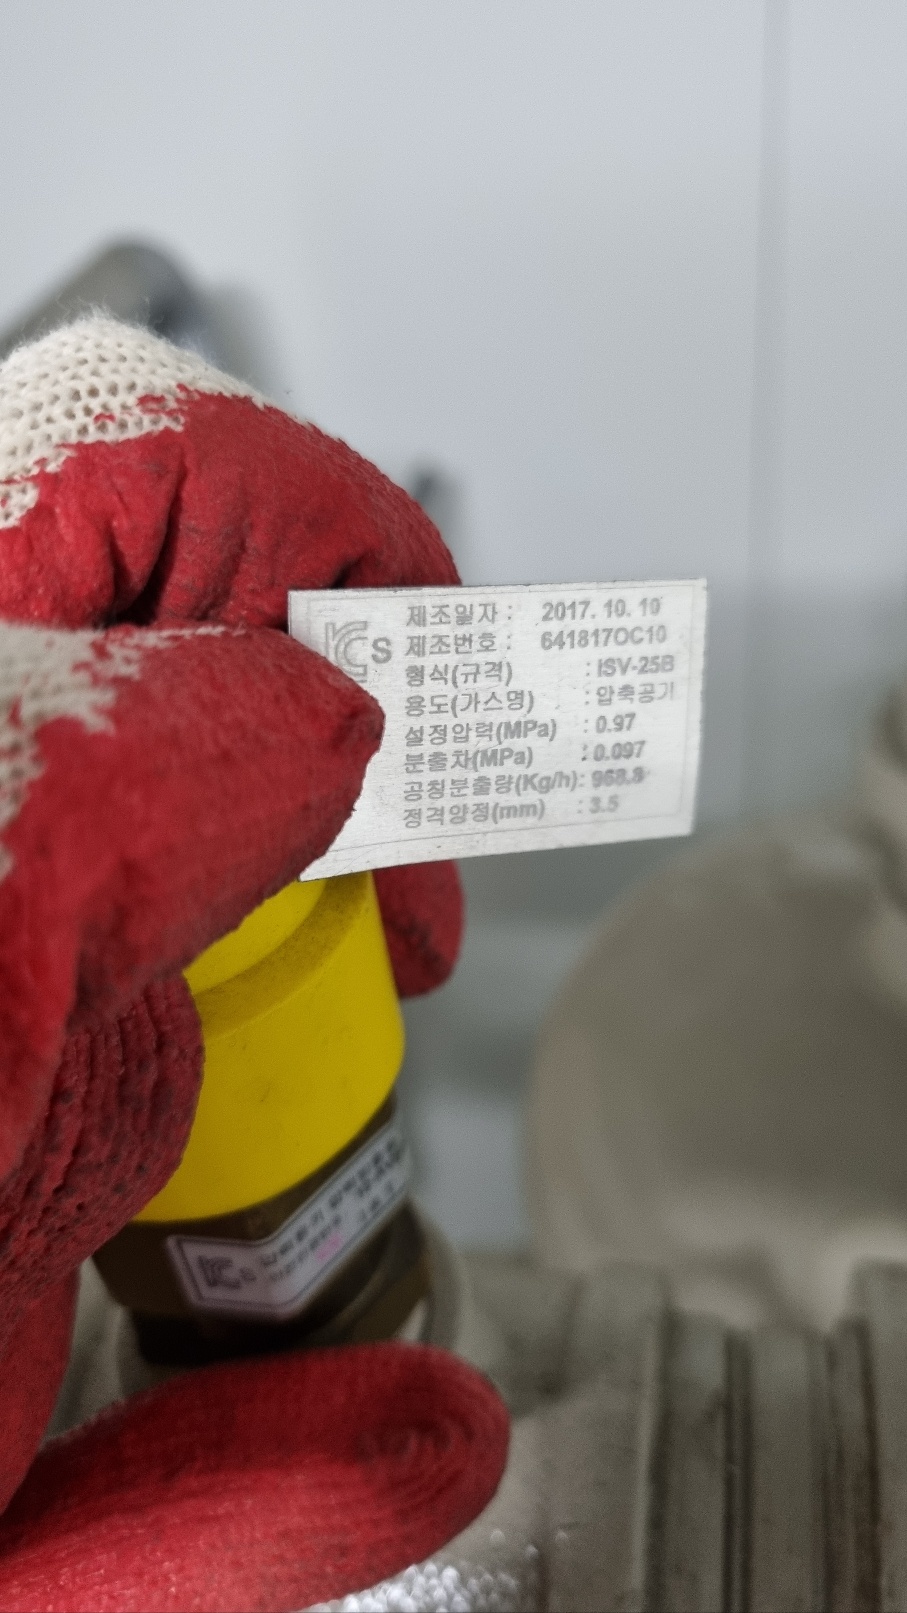 제조일자 : 2017. 10. 10
KCs 제조번호 : 6418170C10
형식(규격) : ISV-25B
용도(가스명) : 압축공기
설정압력(MPa) : 0.97
분출차(MPa) : 0.097
공칭분출량(Kg/h): 968.8
정격양정(mm) : 3.5